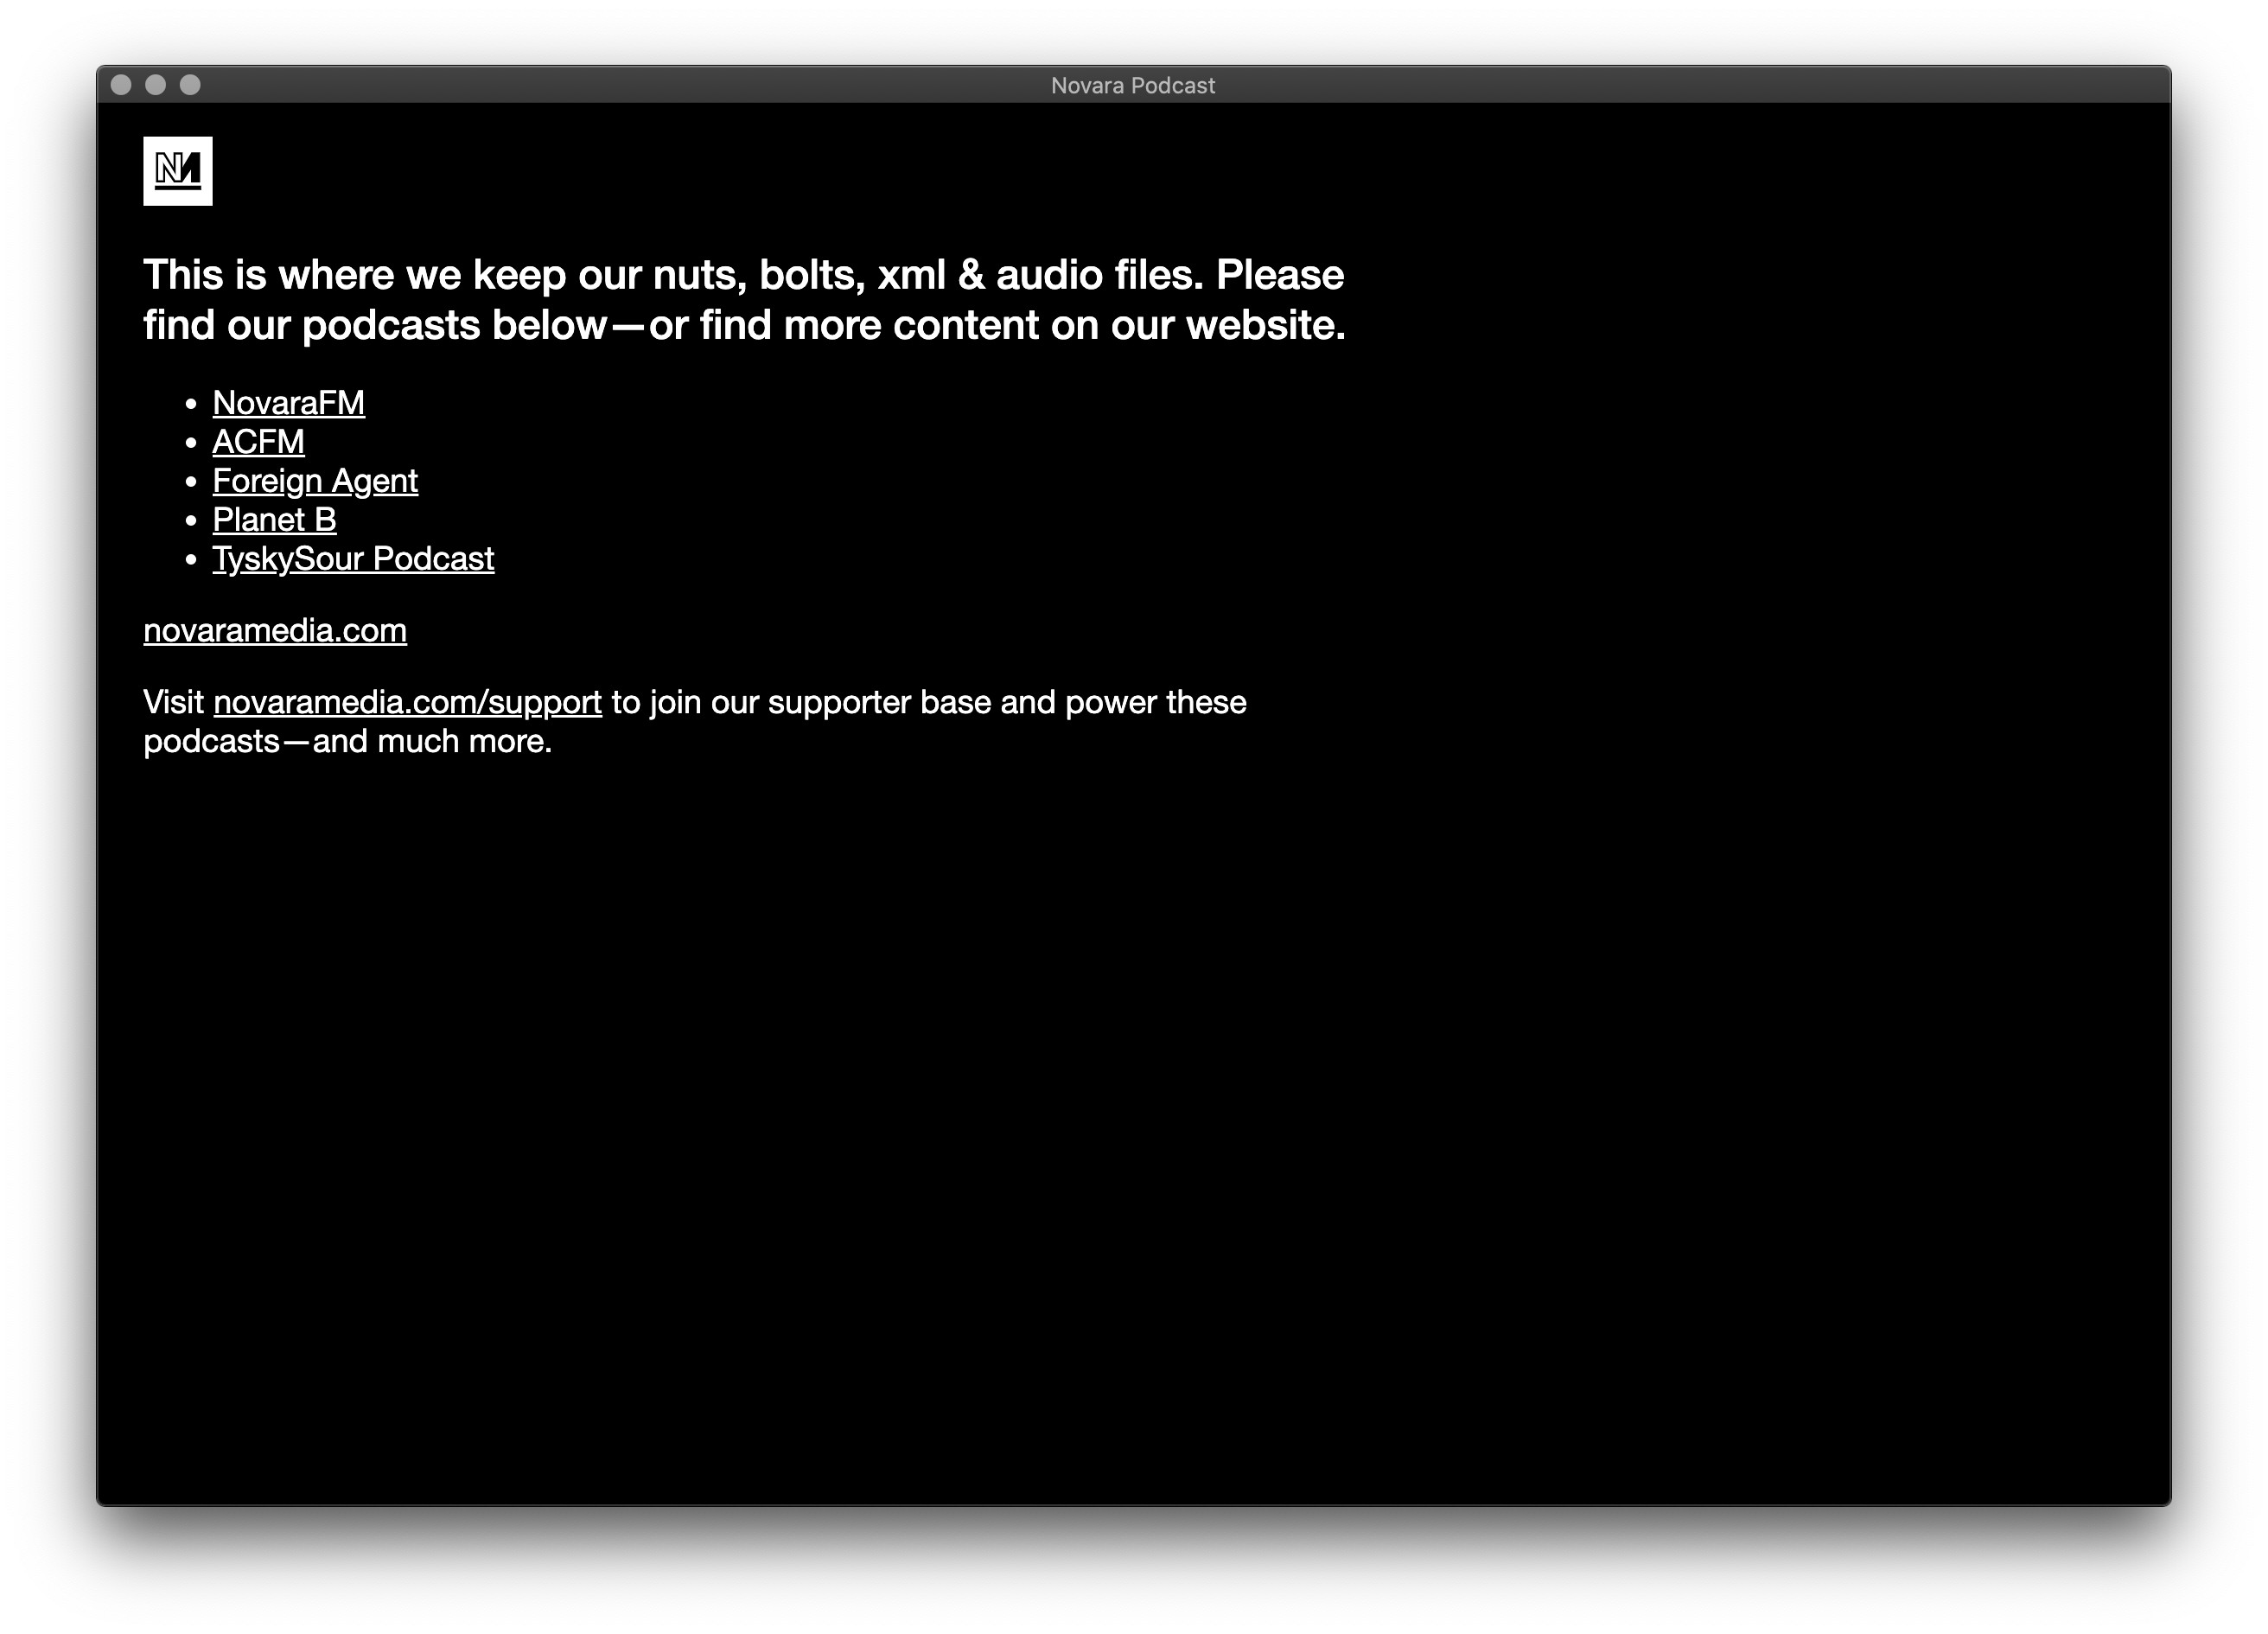 Novara Podcast
NM
This is where we keep our nuts, bolts, xml & audio files. Please
find our podcasts below—or find more content on our website.
• NovaraFM
• ACFM
• Foreign Agent
• Planet B
• TyskySour Podcast
novaramedia.com
Visit novaramedia.com/support to join our supporter base and power these
podcasts—and much more.